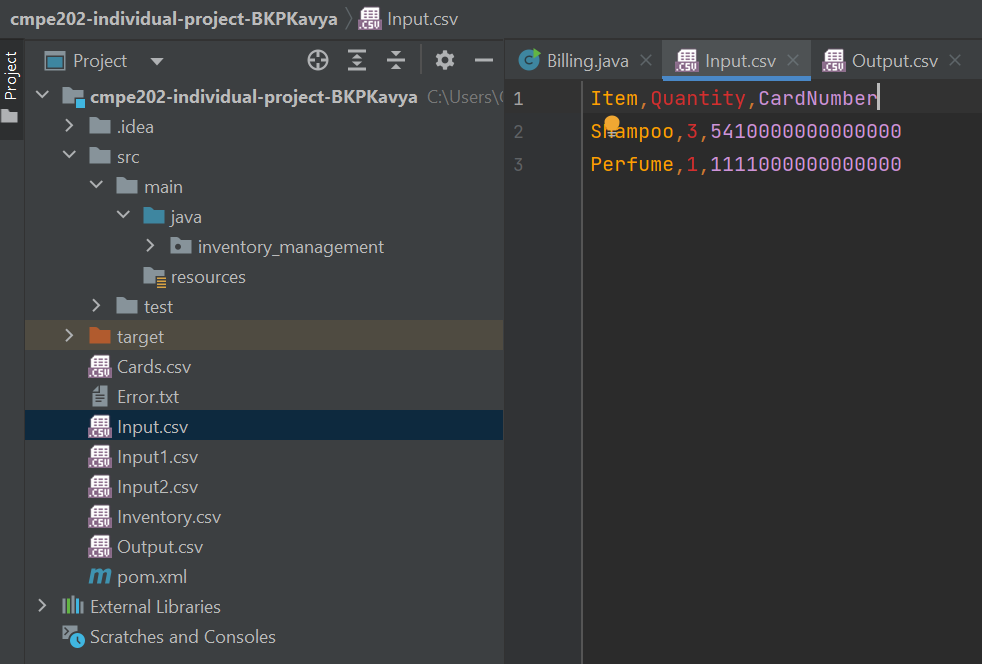 cmpe202-individual-project-BKPKavya Input.csv
Project
Project
Billing.java
Input.csv
Output.csv
cmpe202-individual-project-BKPKavya C:\Users\
.idea
src
main
java
inventory_management
resources
test
target
Cards.csv
Error.txt
Input.csv
Input1.csv
Input2.csv
Inventory.csv
Output.csv
pom.xml
External Libraries
Scratches and Consoles
1 Item,Quantity,CardNumber
2 Shampoo,3,5410000000000000
3 Perfume,1,1111000000000000